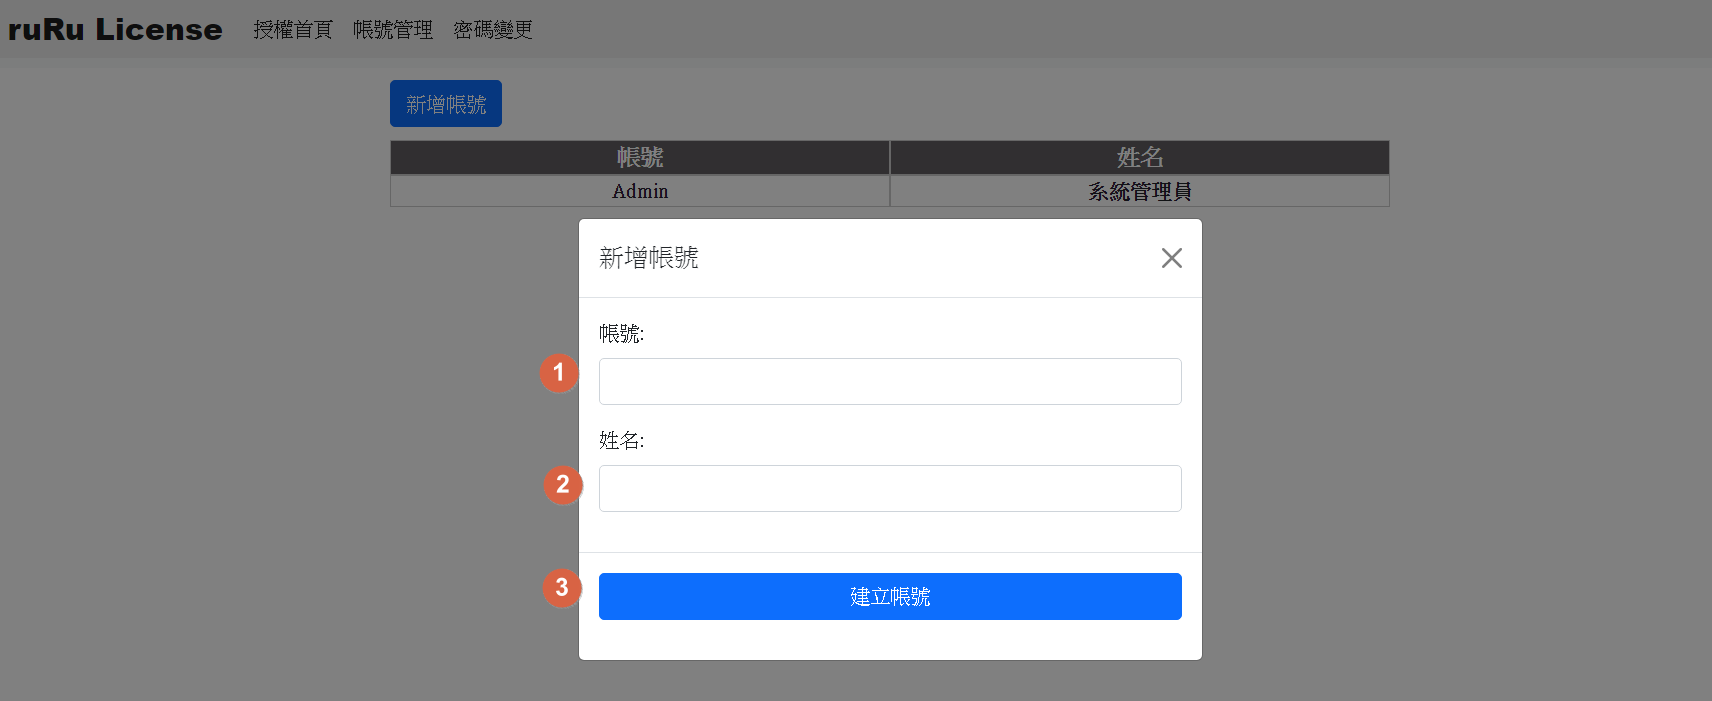 ruRu License 授權首頁 帳號管理 密碼變更
新增帳號
帳號 姓名
Admin 系統管理員
新增帳號
帳號:
1
姓名:
2
3 建立帳號